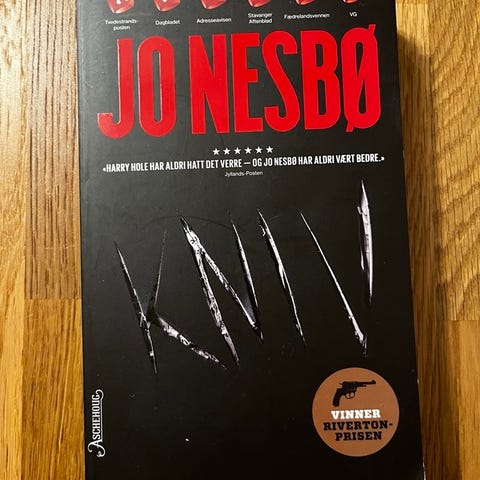 Tvedestrands-
posten
Dagbladet
Adresseavisen
Stavanger
Aftenblad
Fædrelandsvennen
VG
JO NESBØ
«HARRY HOLE HAR ALDRI HATT DET VERRE – OG JO NESBØ HAR ALDRI VÆRT BEDRE.»
Jyllands-Posten
KNIV
ASCHEHOUG
VINNER
RIVERTON-
PRISEN